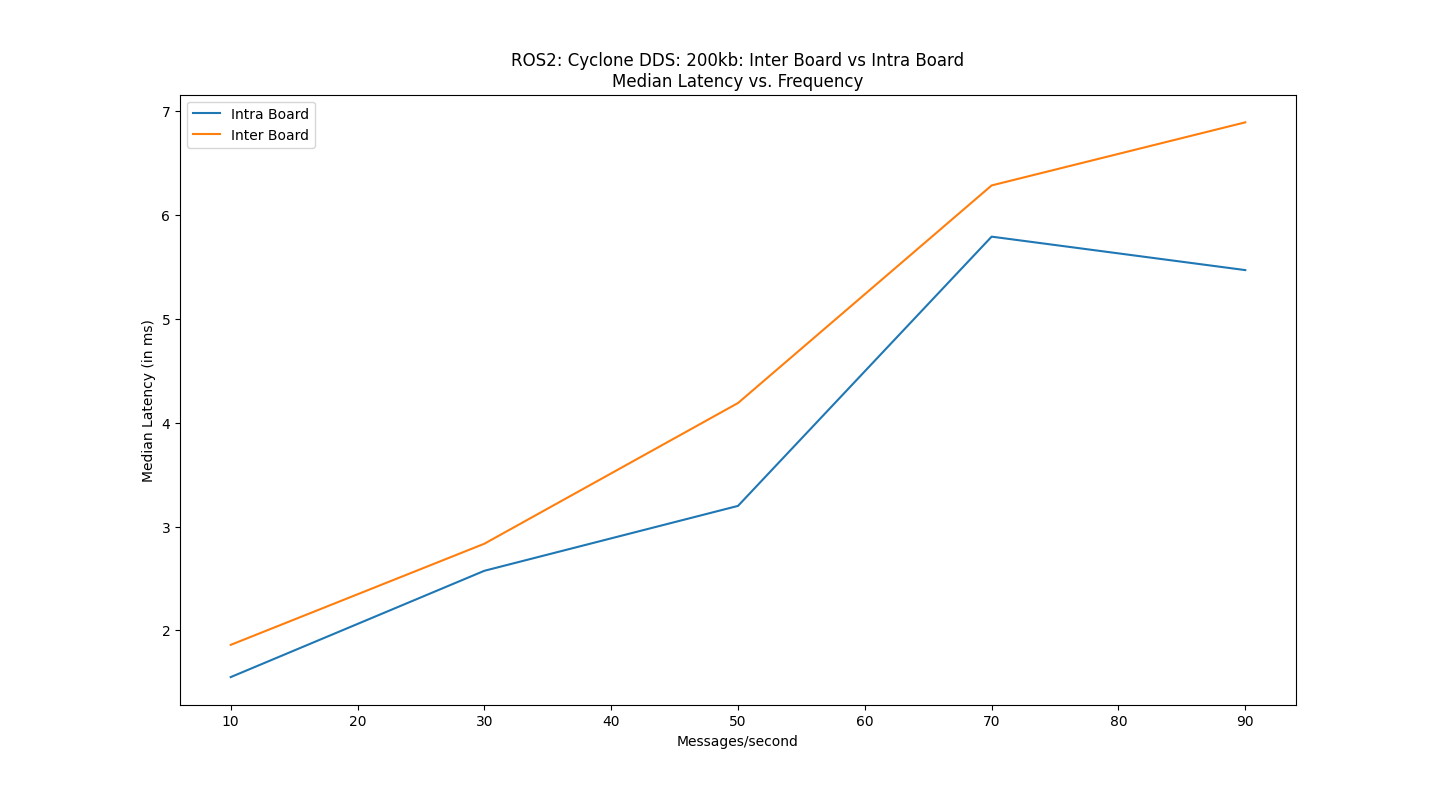 ROS2: Cyclone DDS: 200kb: Inter Board vs Intra Board
Median Latency vs. Frequency
Intra Board
Inter Board
7
6
5
4
3
2
Median Latency (in ms)
10 20 30 40 50 60 70 80 90
Messages/second